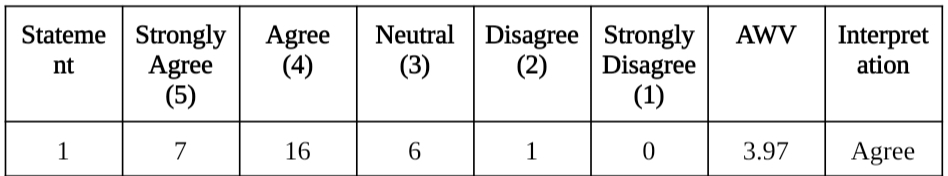 Stateme Strongly Agree Neutral Disagree Strongly AWV Interpret
nt Agree (4) (3) (2) Disagree ation
(5) (1)
1 7 16 6 1 0 3.97 Agree